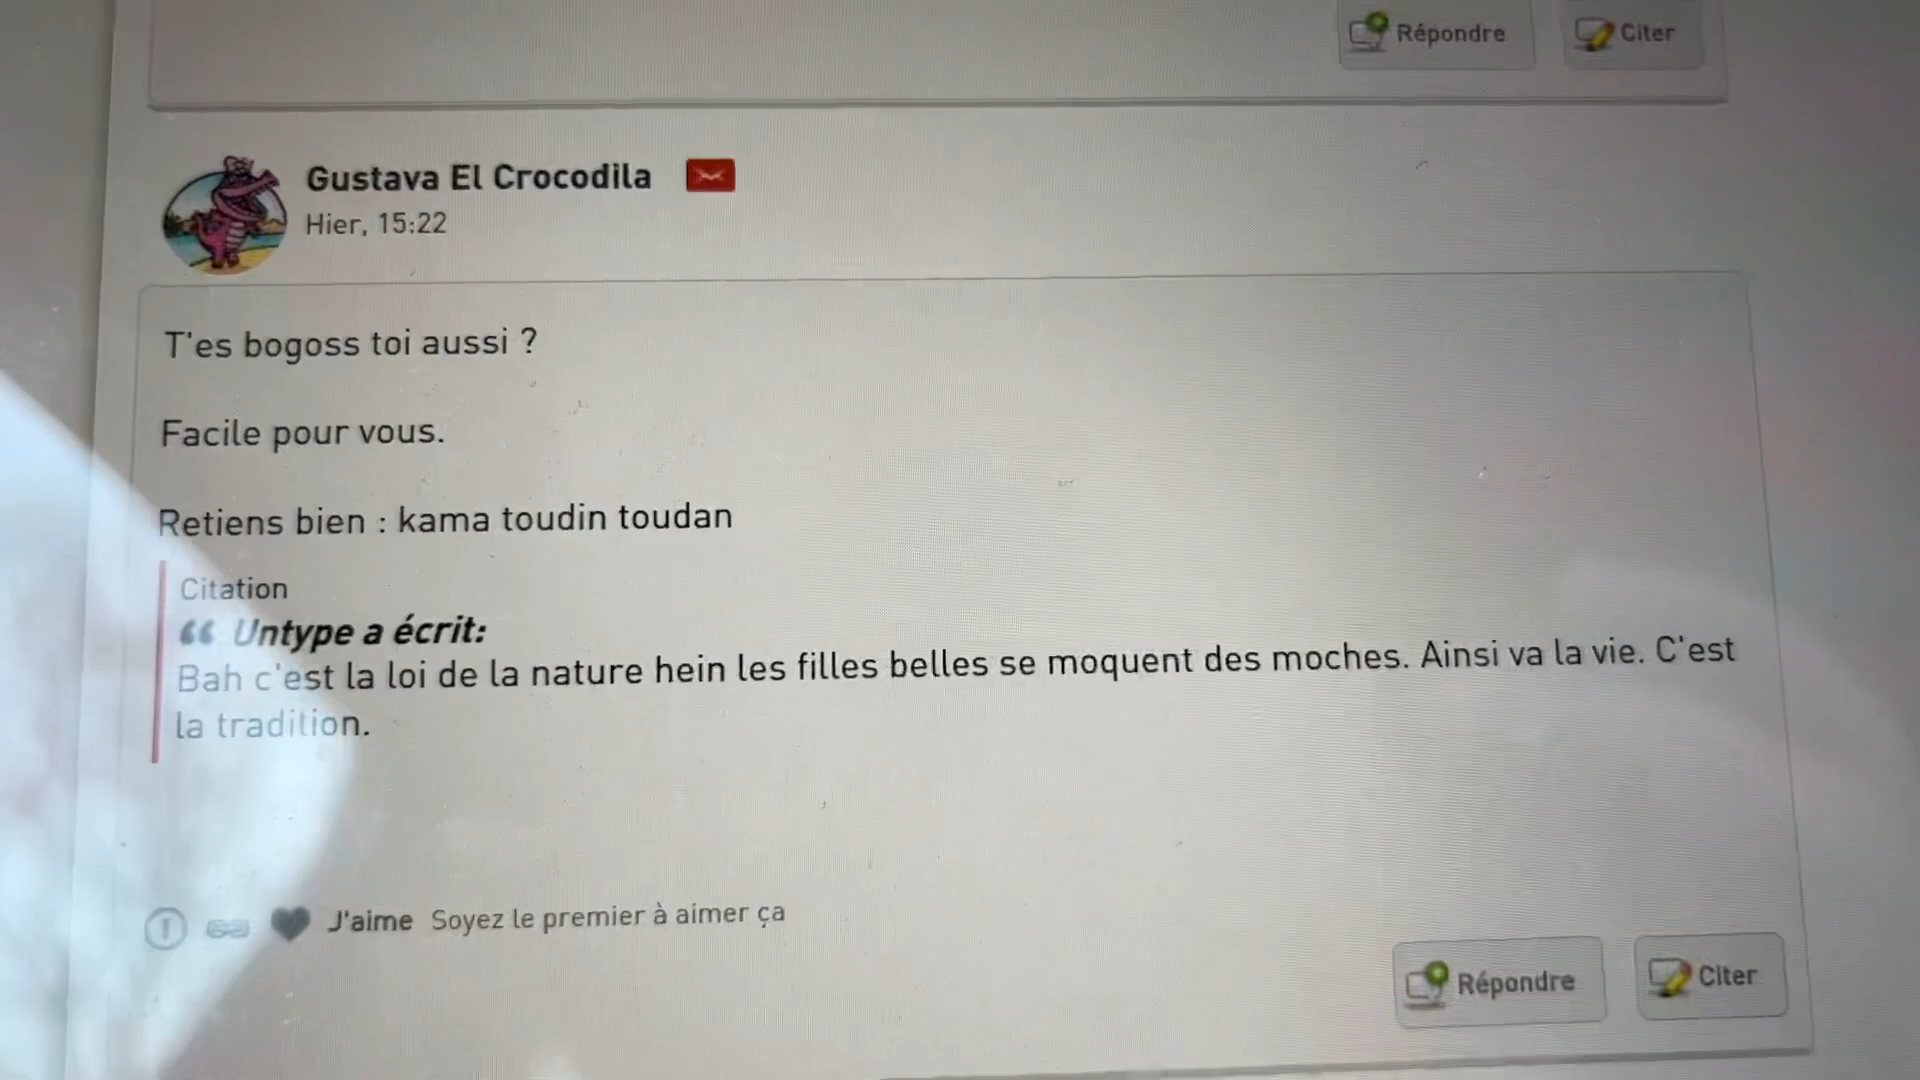 Répondre
Citer
Gustava El Crocodila
Hier, 15:22
T'es bogoss toi aussi ?
Facile pour vous.
Retiens bien : kama toudin toudan
Citation
“ Untype a écrit:
Bah c'est la loi de la nature hein les filles belles se moquent des moches. Ainsi va la vie. C'est
la tradition.
J'aime Soyez le premier à aimer ça
Répondre
Citer